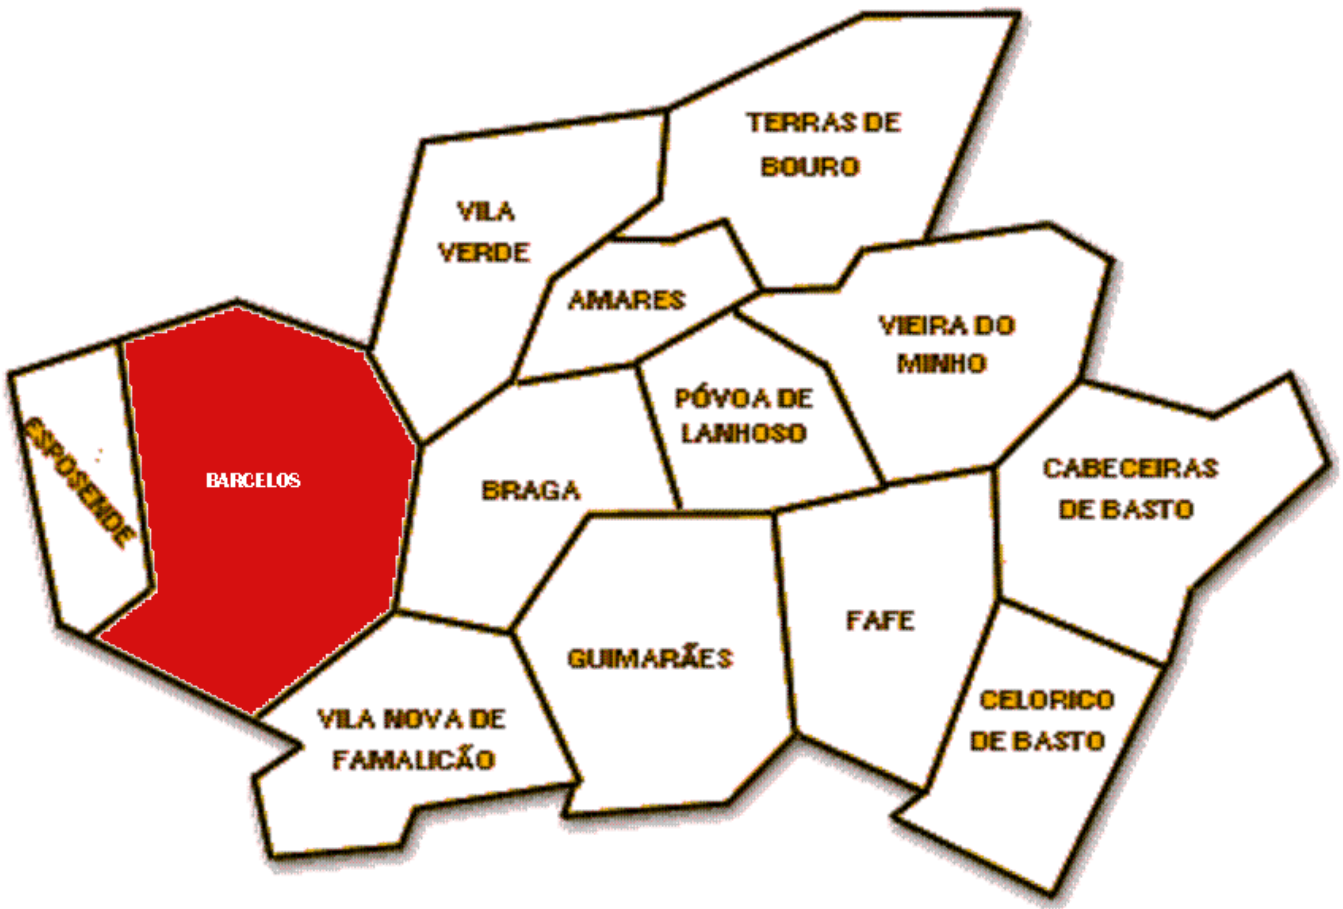 TERRAS DE
BOURO
VILA
VERDE
AMARES
VIEIRA DO
MINHO
PÓVOA DE
LANHOSO
ESPOSENDE
BARCELOS
BRAGA
CABECEIRAS
DE BASTO
FAFE
GUIMARÃES
CELORICO
DE BASTO
VILA NOVA DE
FAMALICÃO